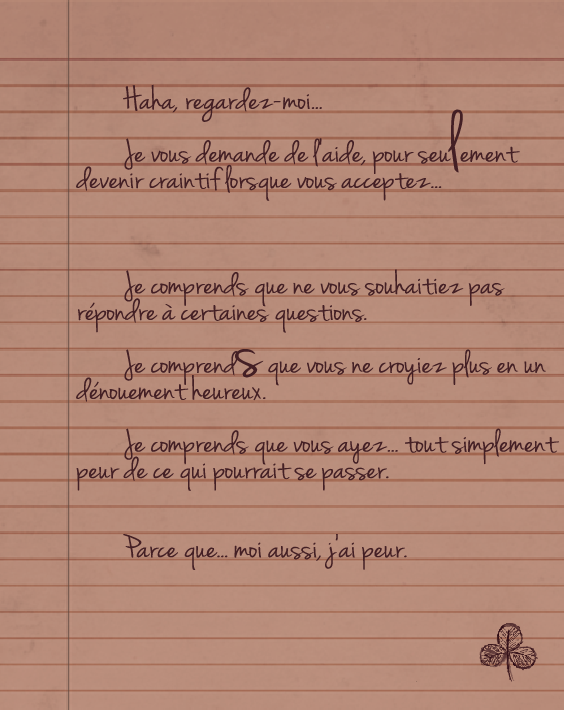 Haha, regardez-moi...
Je vous demande de l'aide, pour seulement
devenir craintif lorsque vous acceptez...
Je comprends que ne vous souhaitiez pas
répondre à certaines questions.
Je comprendS que vous ne croyiez plus en un
dénouement heureux.
Je comprends que vous ayez... tout simplement
peur de ce qui pourrait se passer.
Parce que... moi aussi, j'ai peur.